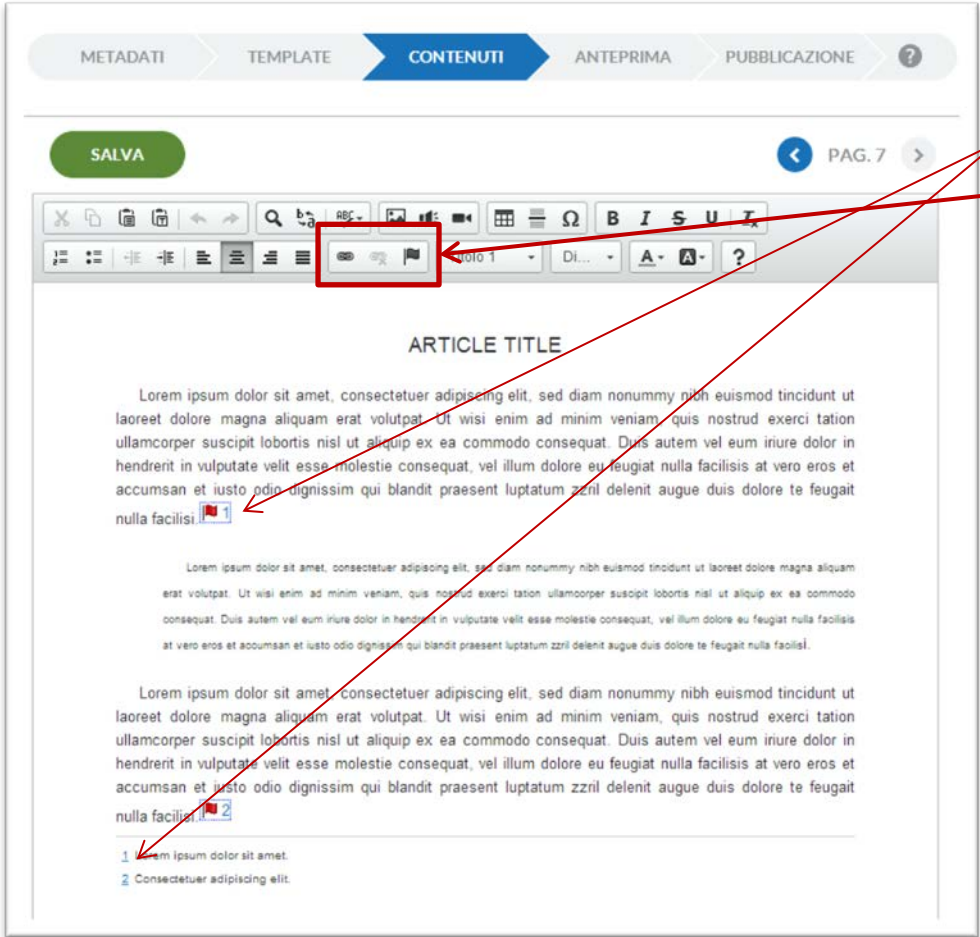 METADATI TEMPLATE CONTENUTI ANTEPRIMA PUBBLICAZIONE ?
SALVA PAG. 7
ABC Ω B I S U Ix
Titolo 1 Di... A A ?
ARTICLE TITLE
Lorem ipsum dolor sit amet, consectetuer adipiscing elit, sed diam nonummy nibh euismod tincidunt ut
laoreet dolore magna aliquam erat volutpat. Ut wisi enim ad minim veniam, quis nostrud exerci tation
ullamcorper suscipit lobortis nisl ut aliquip ex ea commodo consequat. Duis autem vel eum iriure dolor in
hendrerit in vulputate velit esse molestie consequat, vel illum dolore eu feugiat nulla facilisis at vero eros et
accumsan et iusto odio dignissim qui blandit praesent luptatum zzril delenit augue duis dolore te feugait
nulla facilisi. 1
Lorem ipsum dolor sit amet, consectetuer adipiscing elit, sed diam nonummy nibh euismod tincidunt ut laoreet dolore magna aliquam
erat volutpat. Ut wisi enim ad minim veniam, quis nostrud exerci tation ullamcorper suscipit lobortis nisl ut aliquip ex ea commodo
consequat. Duis autem vel eum iriure dolor in hendrerit in vulputate velit esse molestie consequat, vel illum dolore eu feugiat nulla facilisis
at vero eros et accumsan et iusto odio dignissim qui blandit praesent luptatum zzril delenit augue duis dolore te feugait nulla facilisi.
Lorem ipsum dolor sit amet, consectetuer adipiscing elit, sed diam nonummy nibh euismod tincidunt ut
laoreet dolore magna aliquam erat volutpat. Ut wisi enim ad minim veniam, quis nostrud exerci tation
ullamcorper suscipit lobortis nisl ut aliquip ex ea commodo consequat. Duis autem vel eum iriure dolor in
hendrerit in vulputate velit esse molestie consequat, vel illum dolore eu feugiat nulla facilisis at vero eros et
accumsan et iusto odio dignissim qui blandit praesent luptatum zzril delenit augue duis dolore te feugait
nulla facilisi. 2
1 Lorem ipsum dolor sit amet.
2 Consectetuer adipiscing elit.